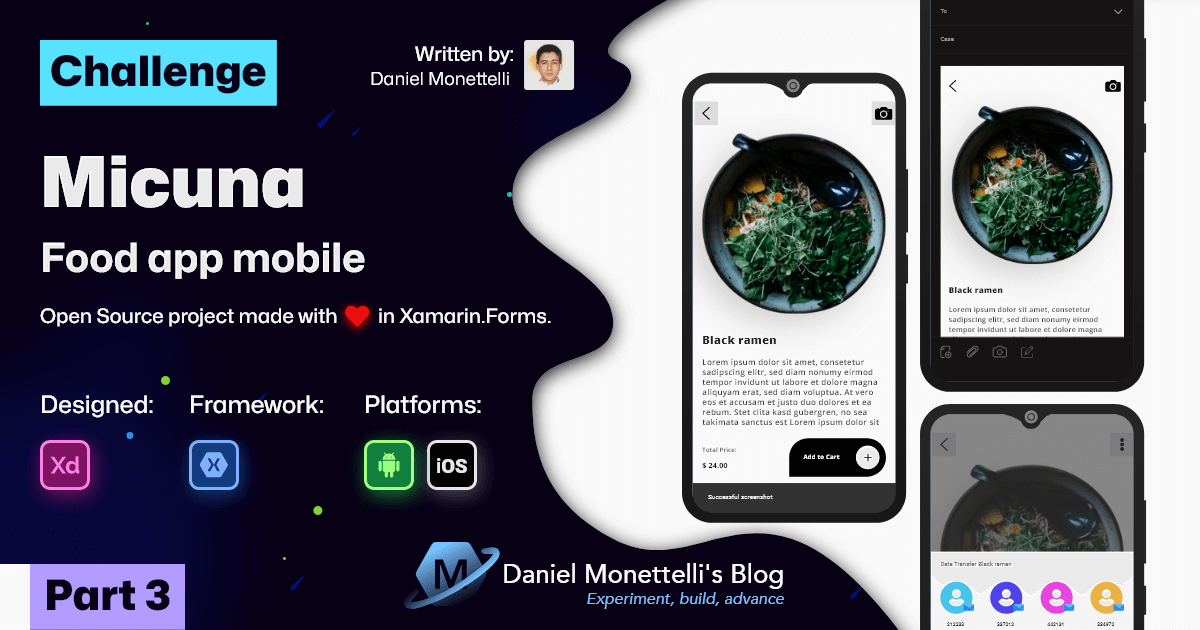 Challenge
Written by:
Daniel Monettelli
Micuna
Food app mobile
Open Source project made with
in Xamarin.Forms.
Designed:
Framework:
Platforms:
Xd
X
iOS
Part 3
M
Daniel Monettelli's Blog
Experiment, build, advance
Black ramen
Lorem ipsum dolor sit amet, consetetur
sadipscing elitr, sed diam nonumy eirmod
tempor invidunt ut labore et dolore magna
aliquyam erat, sed diam voluptua. At vero
eos et accusam et justo duo dolores et ea
rebum. Stet clita kasd gubergren, no sea
takimata sanctus est Lorem ipsum dolor sit
Total Price:
$ 24.00
Add to Cart
Successful screenshot
To
Case
Black ramen
Lorem ipsum dolor sit amet, consetetur
sadipscing elitr, sed diam nonumy eirmod
tempor invidunt ut labore et dolore magna
Data Transfer Black ramen